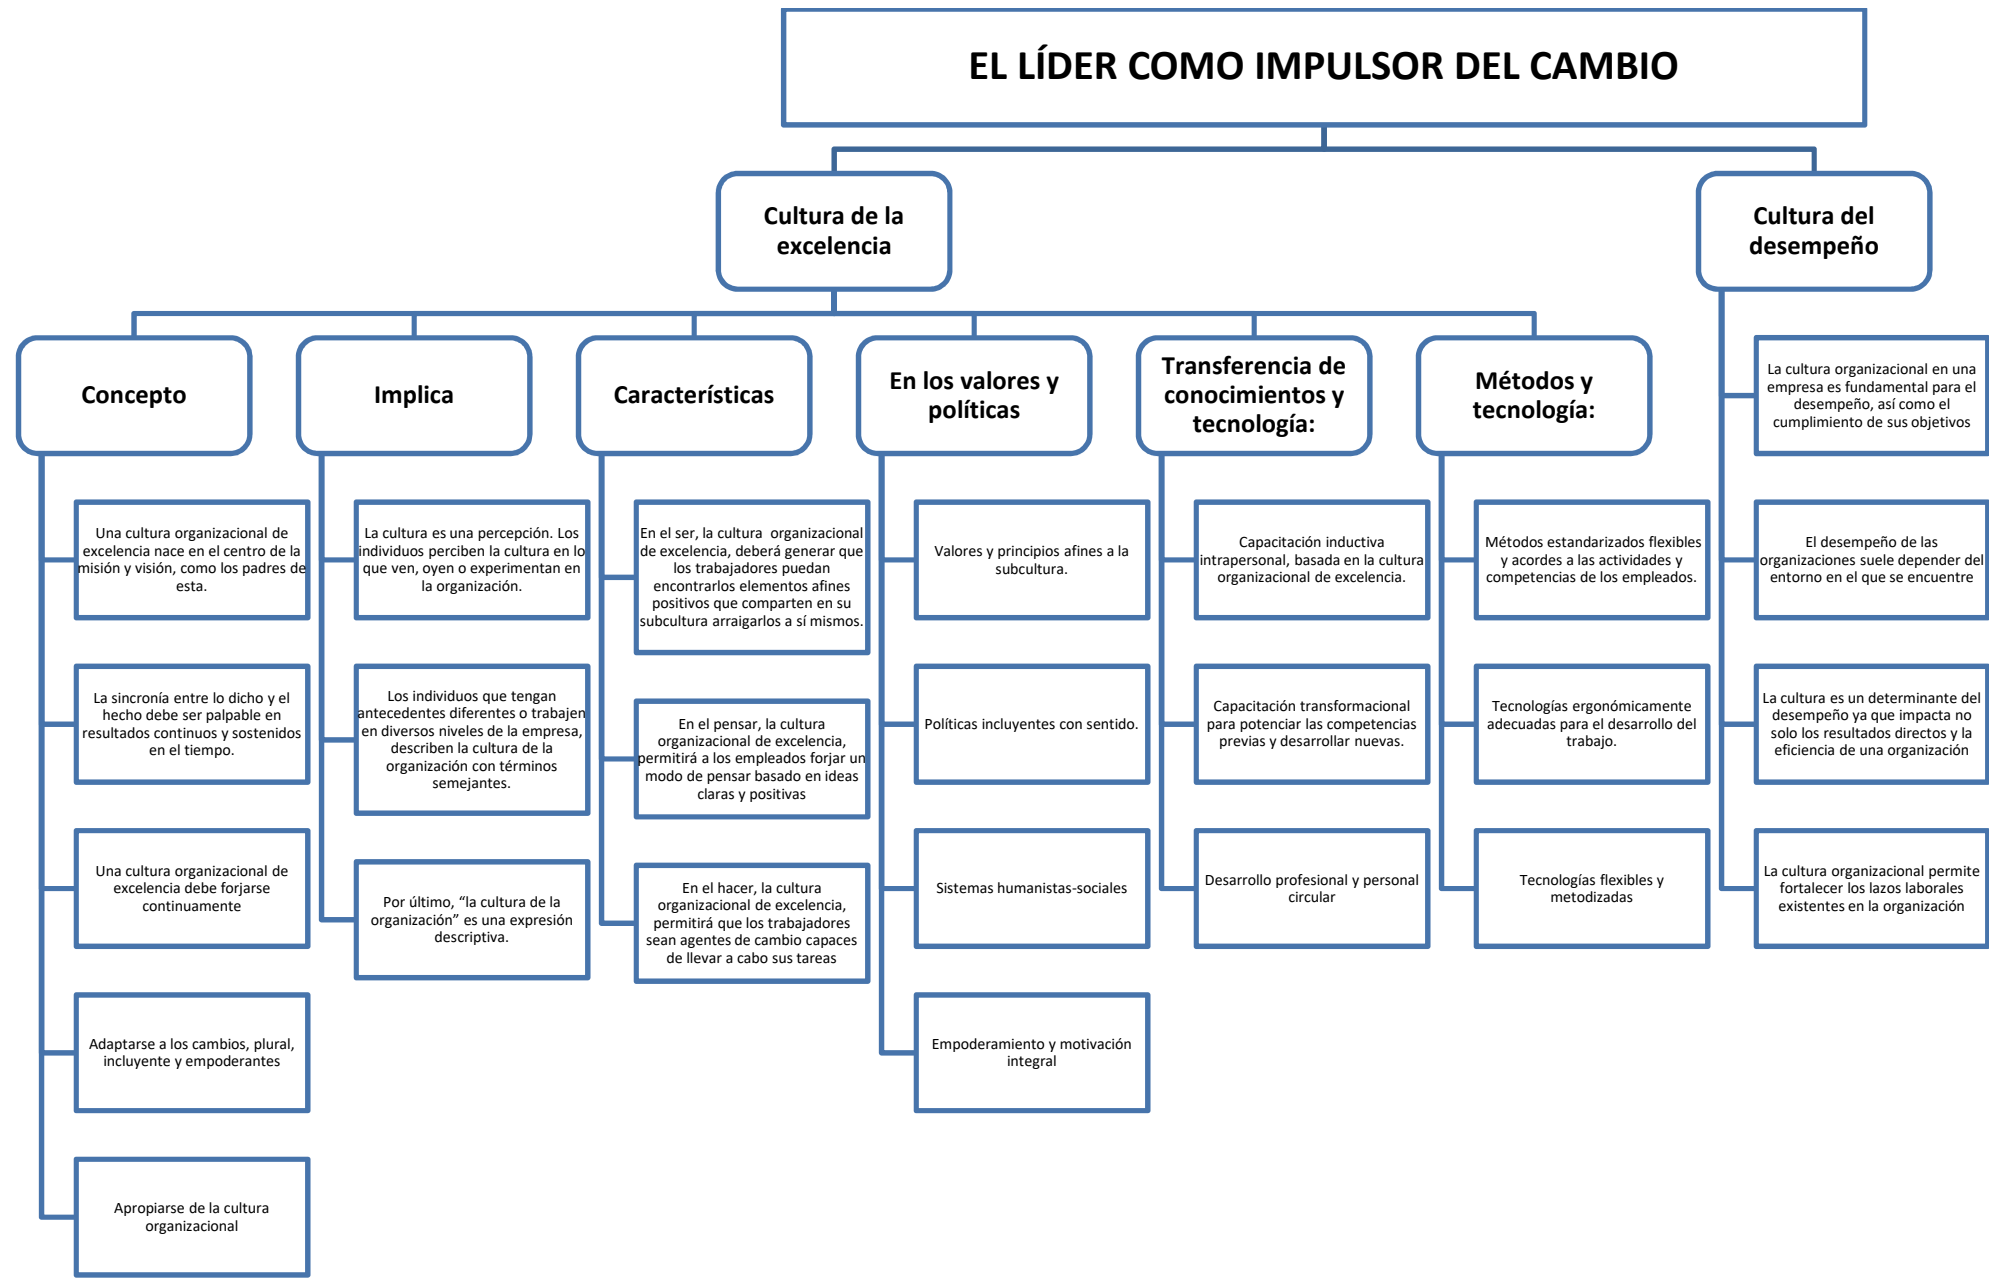 EL LÍDER COMO IMPULSOR DEL CAMBIO
Cultura de la
excelencia
Cultura del
desempeño
Concepto
Implica
Características
En los valores y
políticas
Transferencia de
conocimientos y
tecnología:
Métodos y
tecnología:
Una cultura organizacional de
excelencia nace en el centro de la
misión y visión, como los padres de
esta.
La sincronía entre lo dicho y el
hecho debe ser palpable en
resultados continuos y sostenidos
en el tiempo.
Una cultura organizacional de
excelencia debe forjarse
continuamente
Adaptarse a los cambios, plural,
incluyente y empoderantes
Apropiarse de la cultura
organizacional
La cultura es una percepción. Los
individuos perciben la cultura en lo
que ven, oyen o experimentan en
la organización.
Los individuos que tengan
antecedentes diferentes o trabajen
en diversos niveles de la empresa,
describen la cultura de la
organización con términos
semejantes.
Por último, “la cultura de la
organización” es una expresión
descriptiva.
En el ser, la cultura  organizacional
de excelencia, deberá generar que
los trabajadores puedan
encontrarlos elementos afines
positivos que comparten en su
subcultura arraigarlos a sí mismos.
En el pensar, la cultura
organizacional de excelencia,
permitirá a los empleados forjar un
modo de pensar basado en ideas
claras y positivas
En el hacer, la cultura
organizacional de excelencia,
permitirá que los trabajadores
sean agentes de cambio capaces
de llevar a cabo sus tareas
Valores y principios afines a la
subcultura.
Políticas incluyentes con sentido.
Sistemas humanistas-sociales
Empoderamiento y motivación
integral
Capacitación inductiva
intrapersonal, basada en la cultura
organizacional de excelencia.
Capacitación transformacional
para potenciar las competencias
previas y desarrollar nuevas.
Desarrollo profesional y personal
circular
Métodos estandarizados flexibles
y acordes a las actividades y
competencias de los empleados.
Tecnologías ergonómicamente
adecuadas para el desarrollo del
trabajo.
Tecnologías flexibles y
metodizadas
La cultura organizacional en una
empresa es fundamental para el
desempeño, así como el
cumplimiento de sus objetivos
El desempeño de las
organizaciones suele depender del
entorno en el que se encuentre
La cultura es un determinante del
desempeño ya que impacta no
solo los resultados directos y la
eficiencia de una organización
La cultura organizacional permite
fortalecer los lazos laborales
existentes en la organización